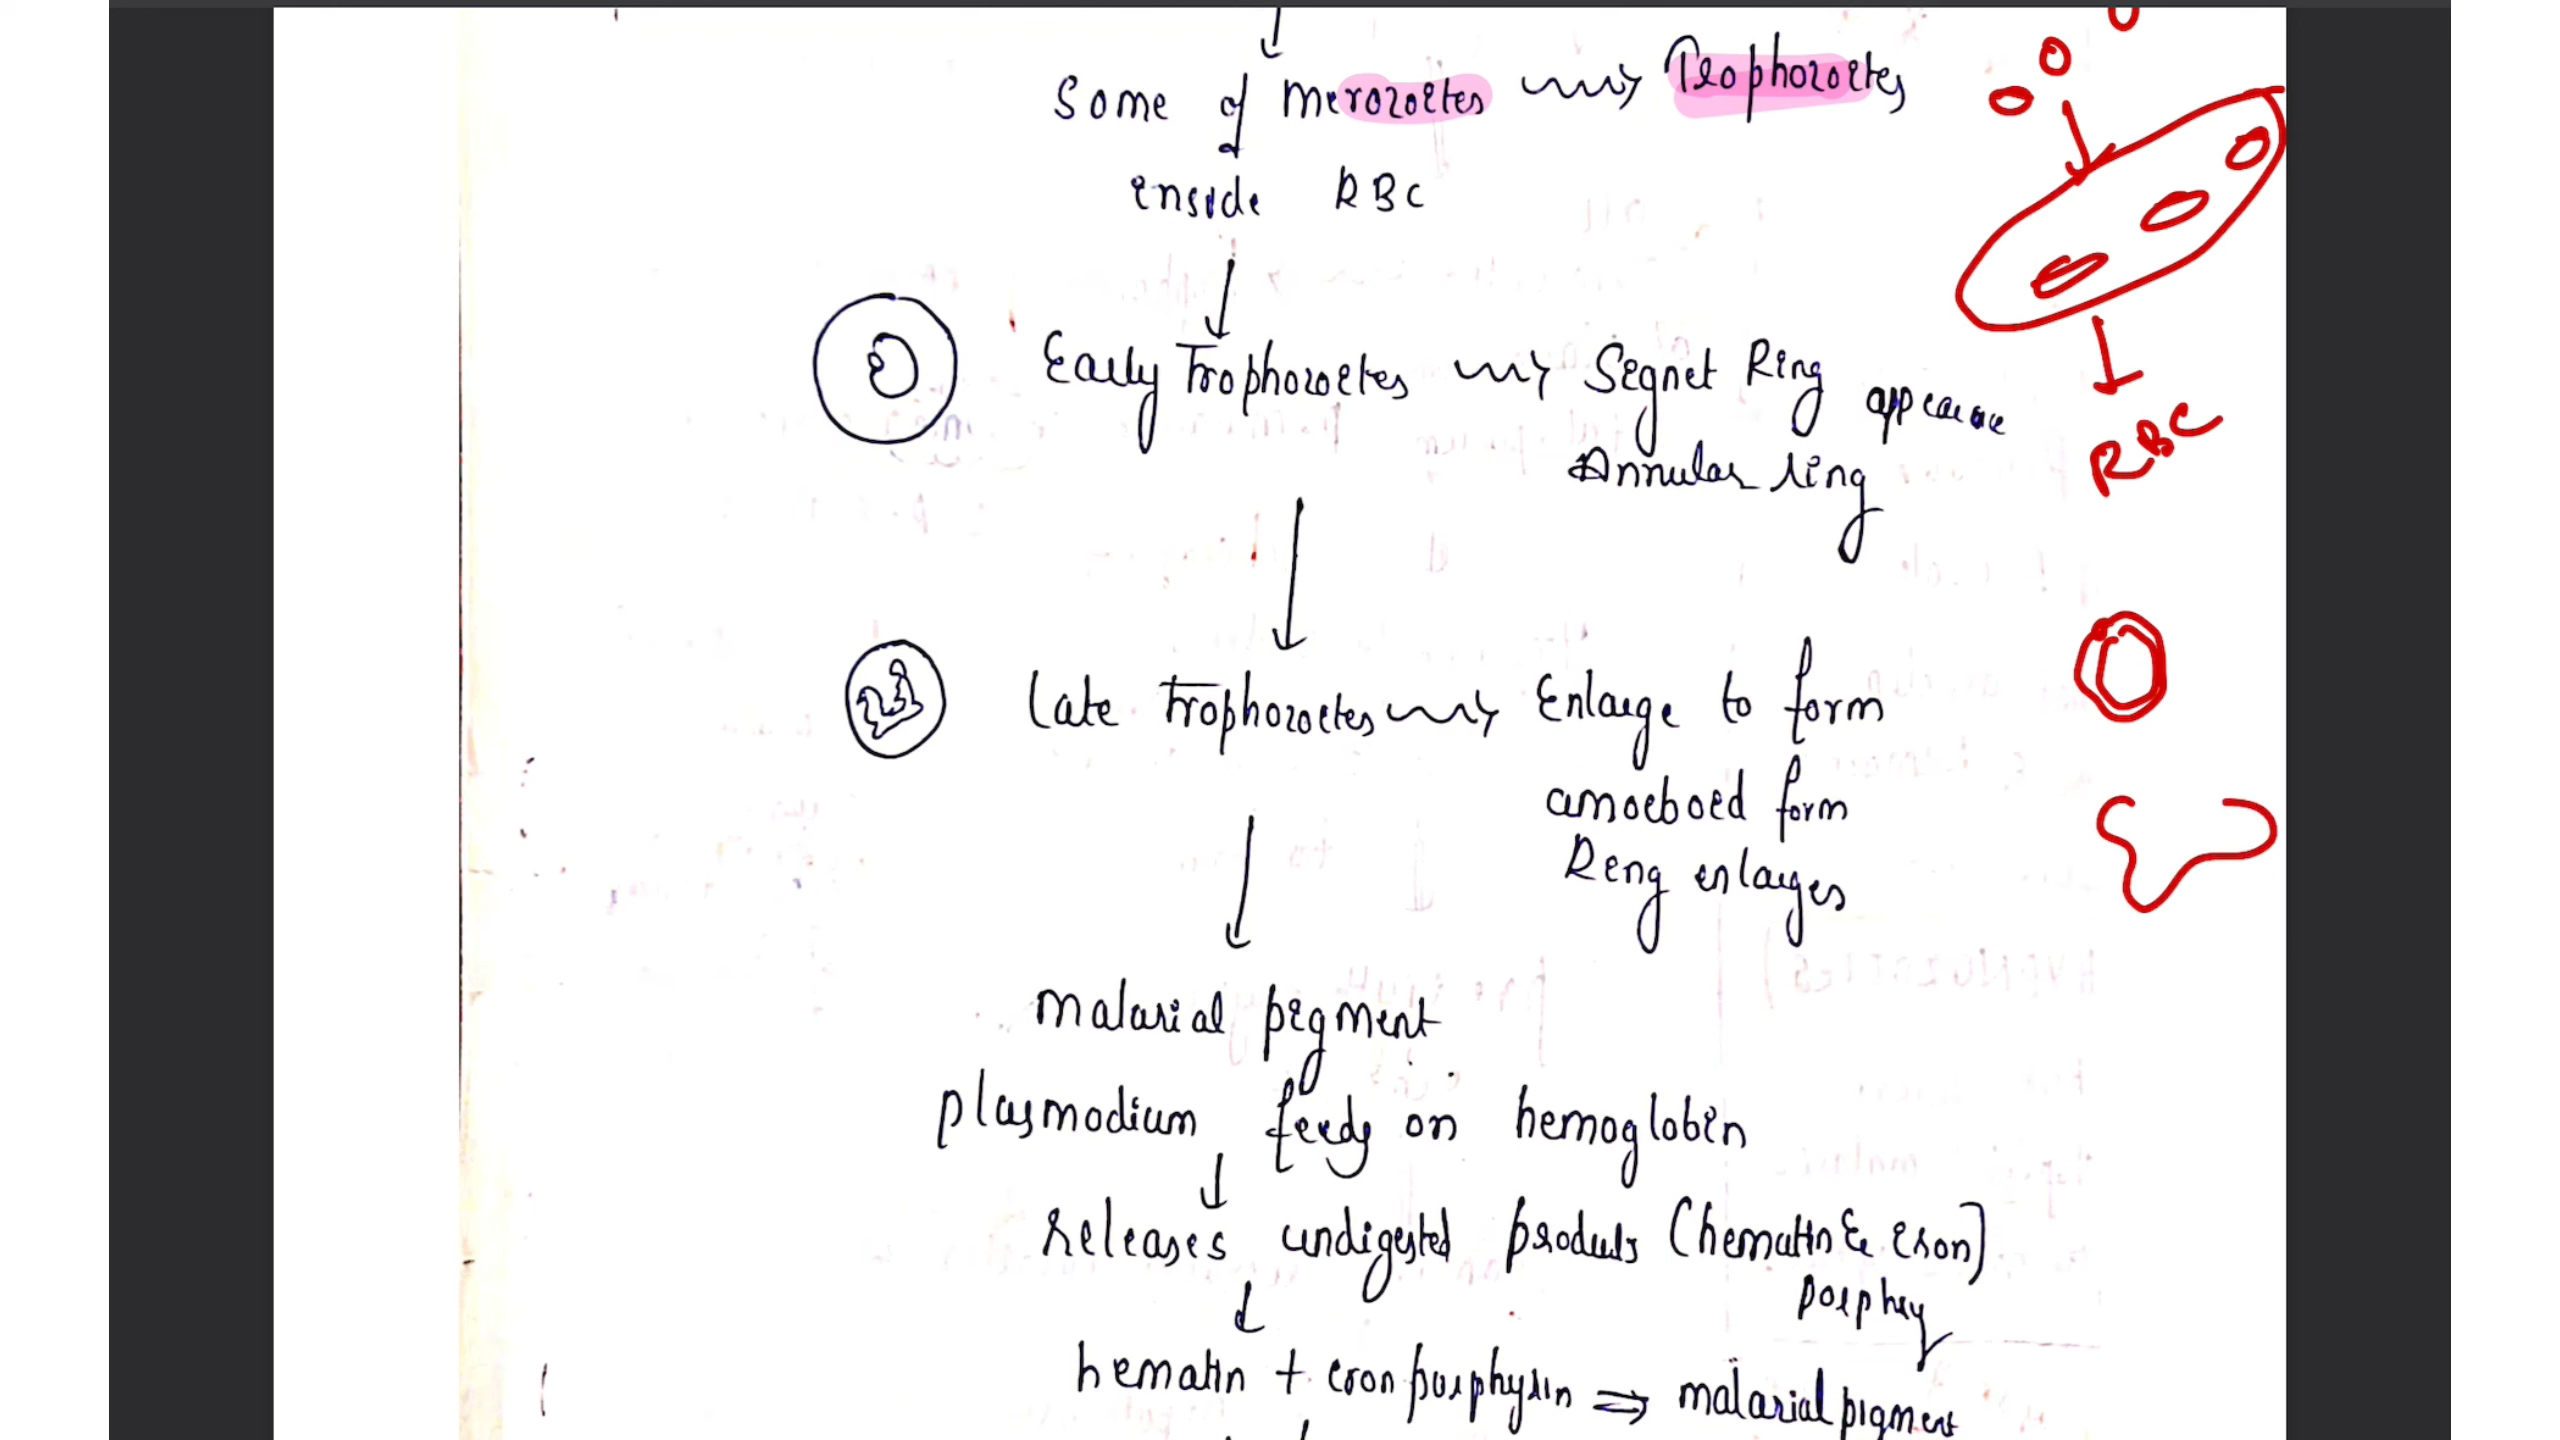 Some of merozoites → Trophozoites
inside RBC
Early Trophozoites → Signet Ring appearance
Annular ring
RBC
Late Trophozoites → Enlarge to form
amoeboid form
Ring enlarges
malarial pigment
plasmodium feeds on hemoglobin
releases undigested products (hematin & iron)
porphy
hematin + iron porphyrin ⇒ malarial pigment